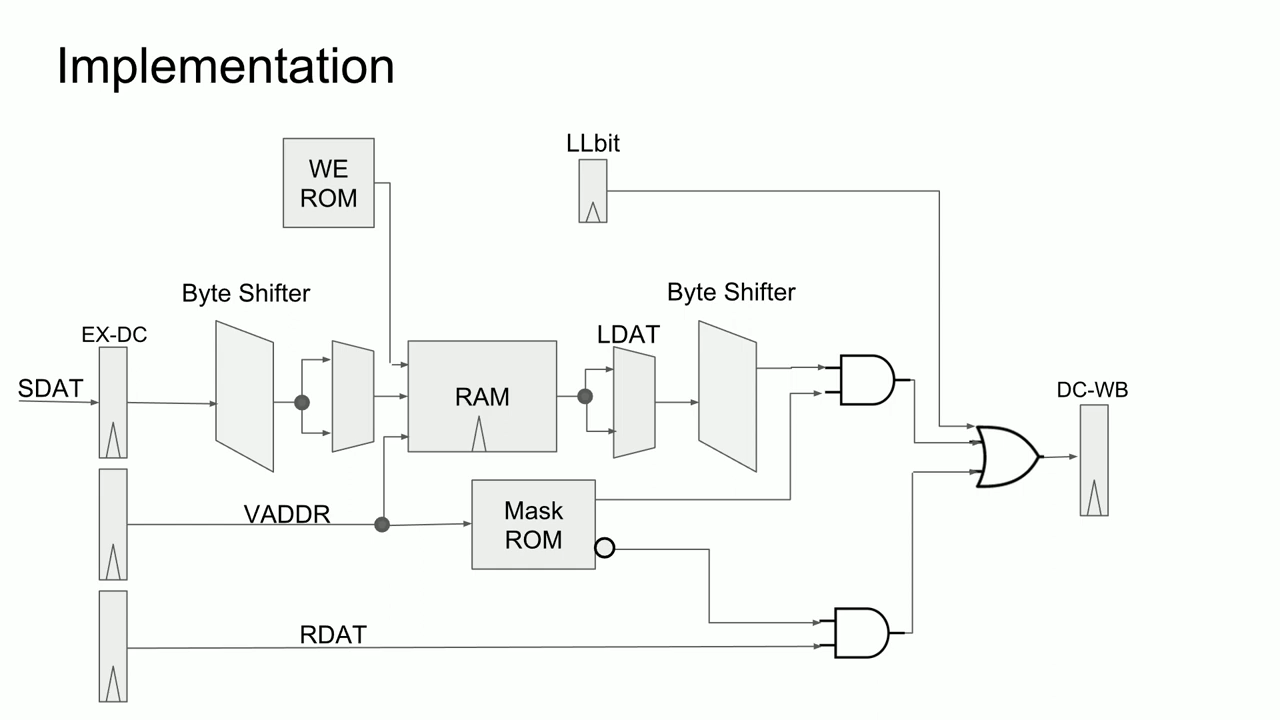 Implementation
LLbit
WE
ROM
Byte Shifter
Byte Shifter
EX-DC
LDAT
SDAT
RAM
DC-WB
VADDR
Mask
ROM
RDAT